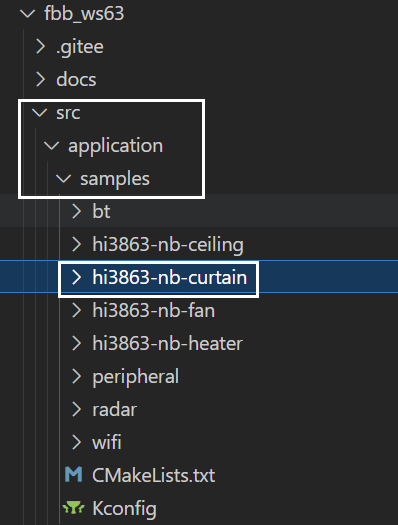 fbb_ws63
.gitee
docs
src
application
samples
bt
hi3863-nb-ceiling
hi3863-nb-curtain
hi3863-nb-fan
hi3863-nb-heater
peripheral
radar
wifi
CMakeLists.txt
Kconfig